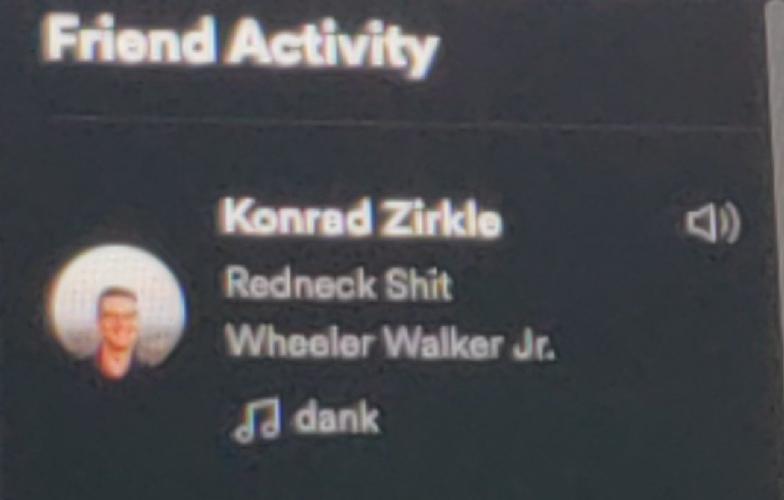 Friend Activity
Konrad Zirkle
Redneck Shit
Wheeler Walker Jr.
dank